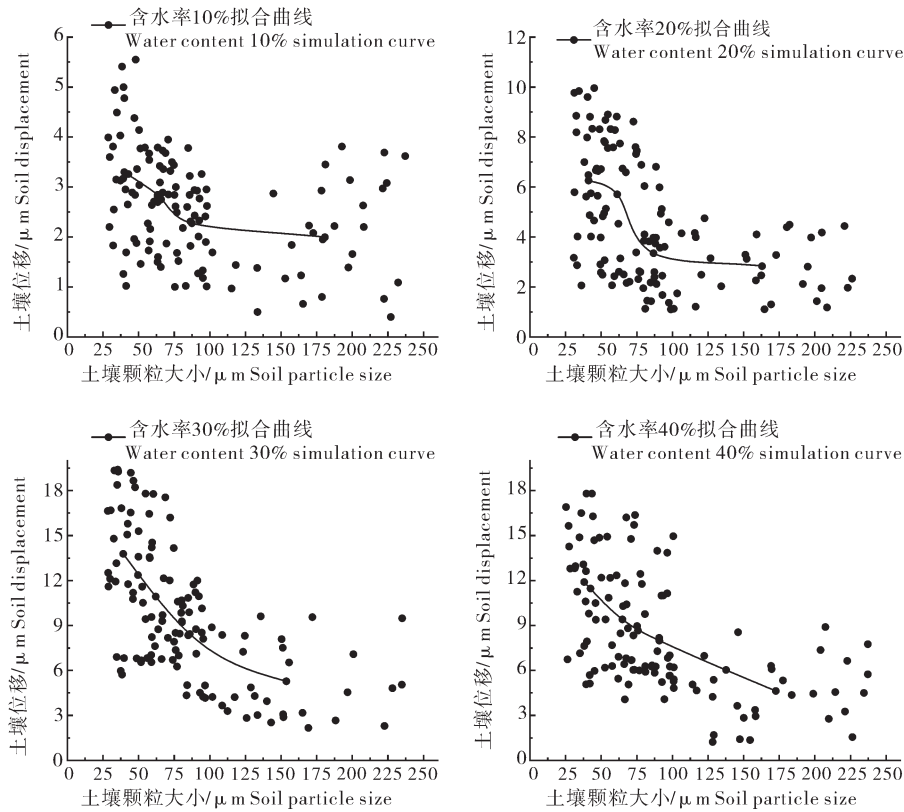 含水率10%拟合曲线
Water content 10% simulation curve
土壤位移/μm Soil displacement
6
5
4
3
2
1
0
0 25 50 75 100 125 150 175 200 225 250
土壤颗粒大小/μm Soil particle size
含水率20%拟合曲线
Water content 20% simulation curve
土壤位移/μm Soil displacement
12
10
8
6
4
2
0
0 25 50 75 100 125 150 175 200 225 250
土壤颗粒大小/μm Soil particle size
含水率30%拟合曲线
Water content 30% simulation curve
土壤位移/μm Soil displacement
18
15
12
9
6
3
0
0 25 50 75 100 125 150 175 200 225 250
土壤颗粒大小/μm Soil particle size
含水率40%拟合曲线
Water content 40% simulation curve
土壤位移/μm Soil displacement
18
15
12
9
6
3
0
0 25 50 75 100 125 150 175 200 225 250
土壤颗粒大小/μm Soil particle size